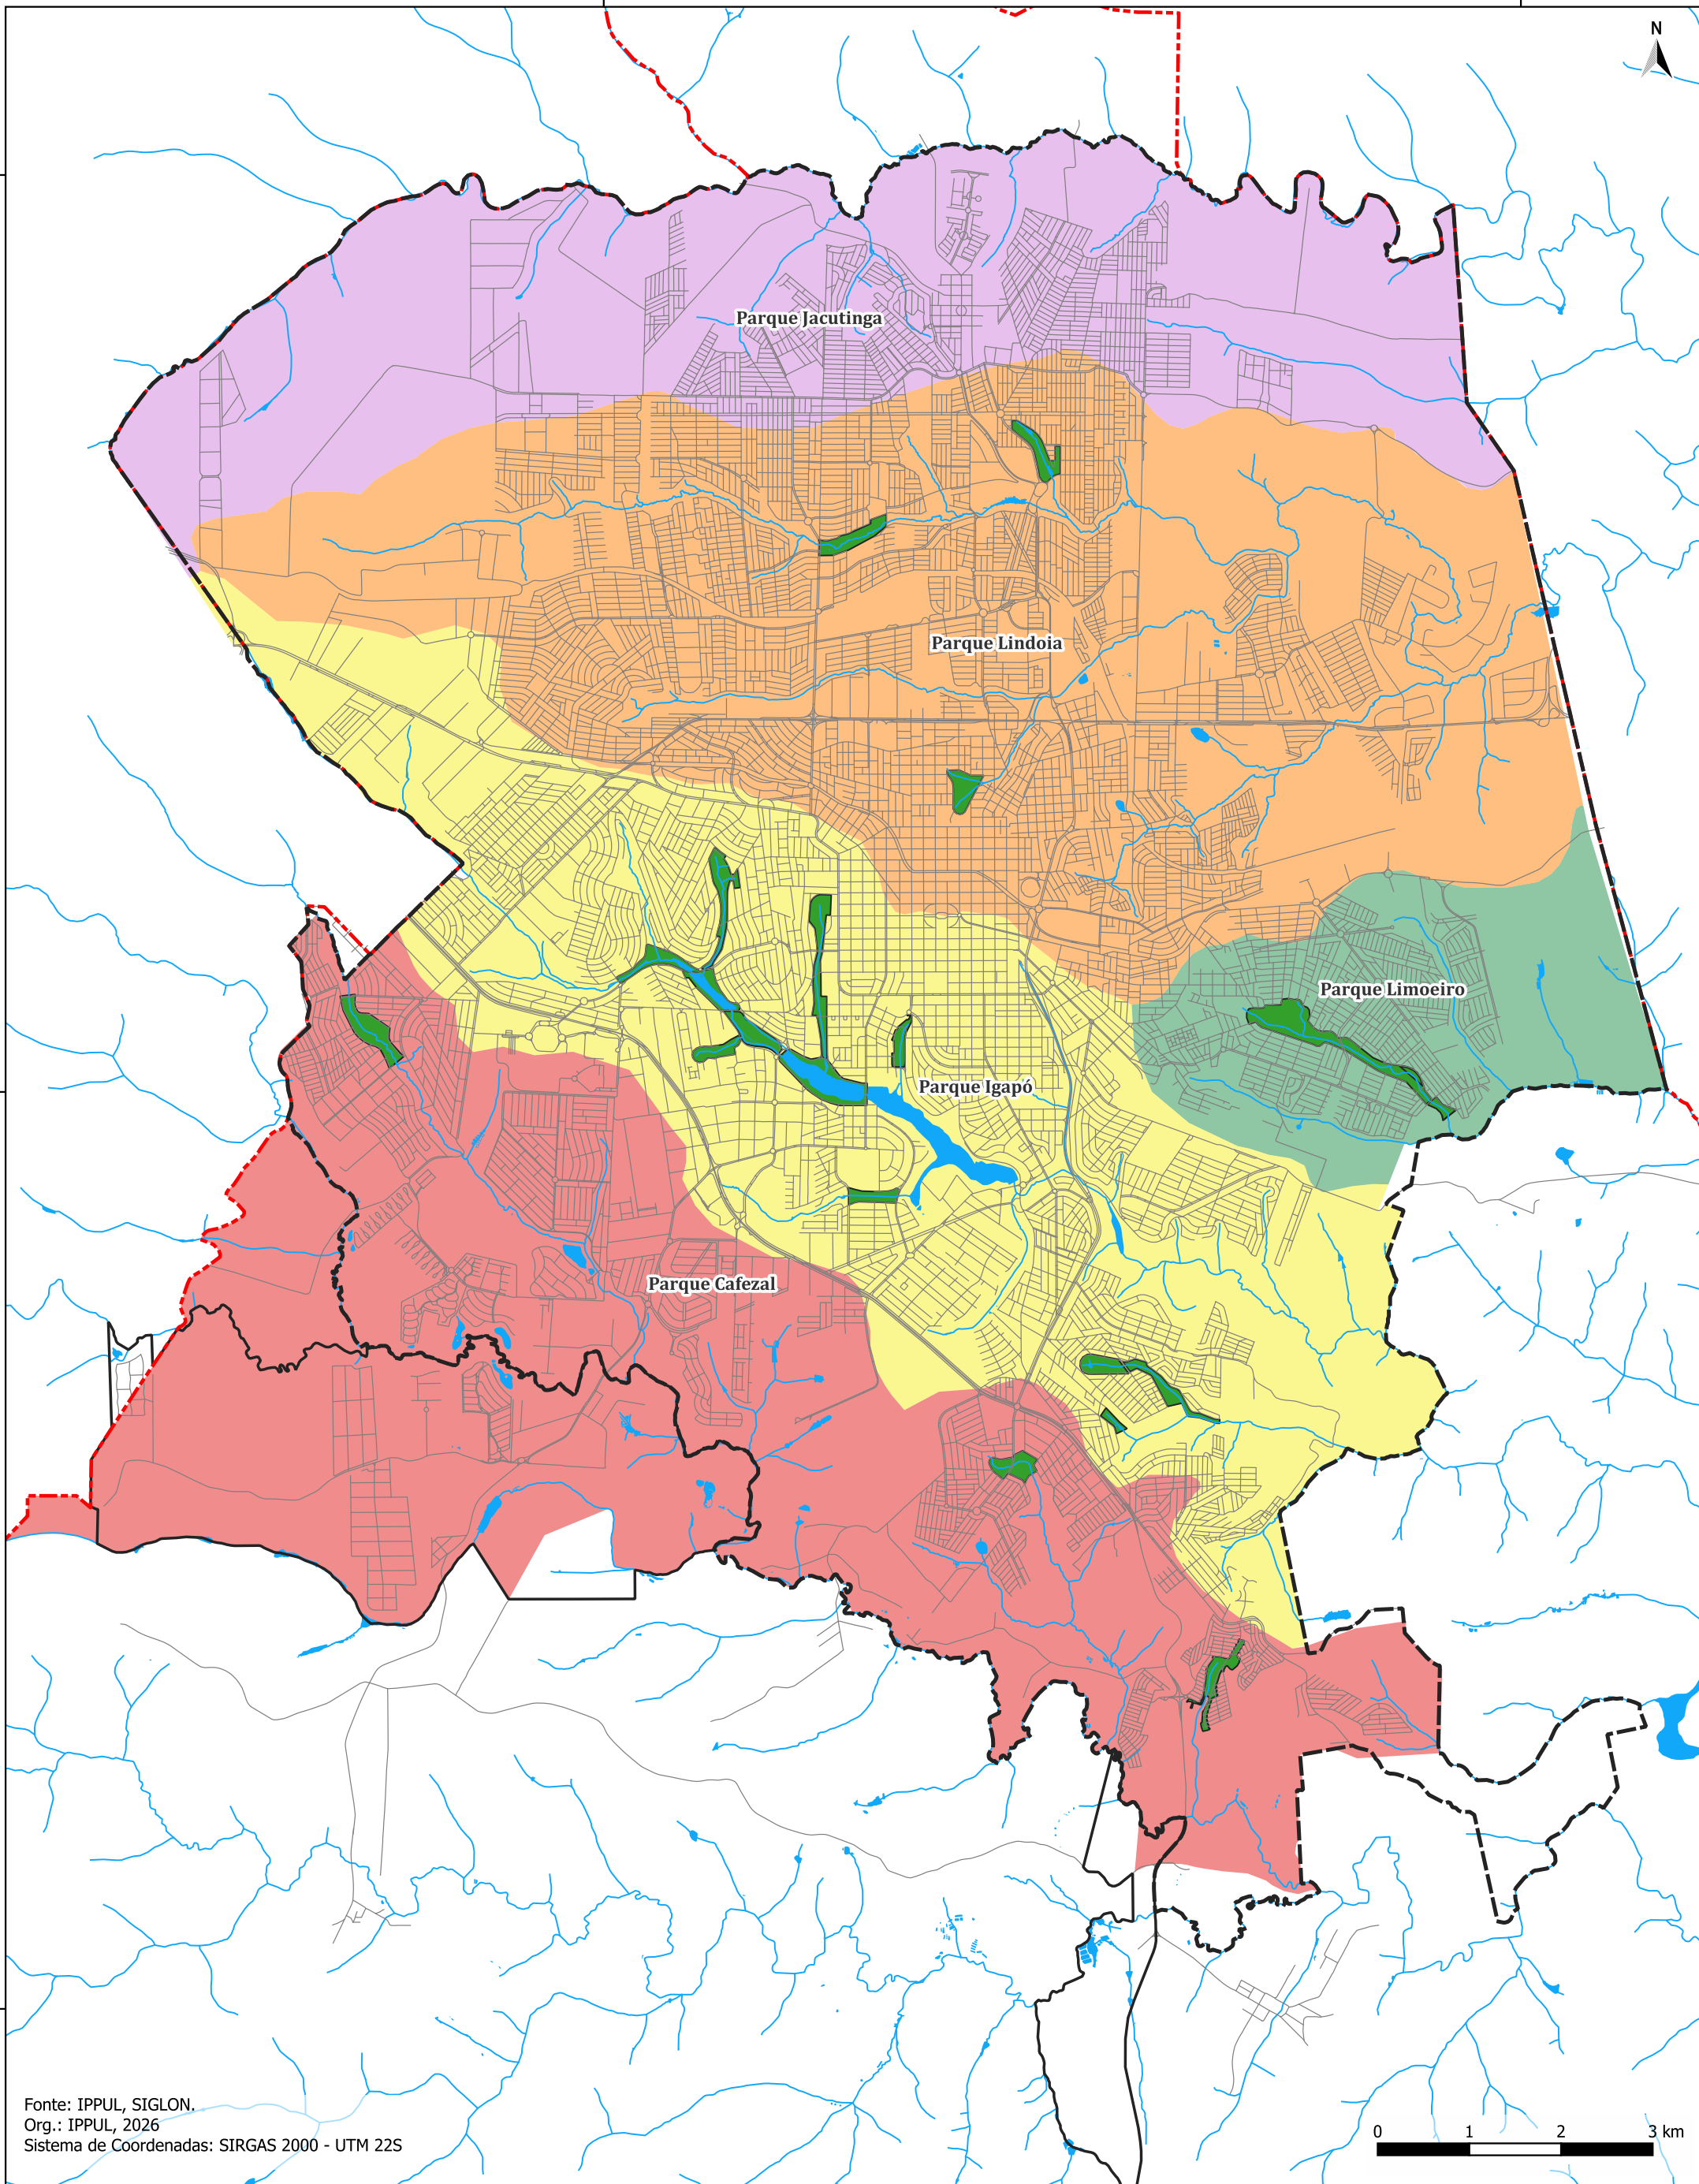 N
Parque Jacutinga
Parque Lindoia
Parque Limoeiro
Parque Igapó
Parque Cafezal
Fonte: IPPUL, SIGLON.
Org.: IPPUL, 2026
Sistema de Coordenadas: SIRGAS 2000 - UTM 22S
0 1 2 3 km